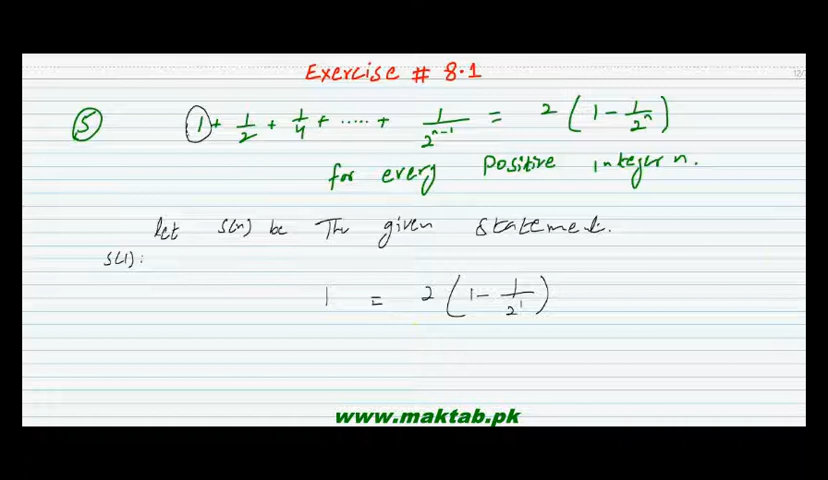 Exercise # 8.1
5 1 + 1/2 + 1/4 + ..... + 1/2^(n-1) = 2 ( 1 - 1/2^n )
for every positive integer n.
let s(n) be The given statement.
s(1):
1 = 2 ( 1 - 1/2^1 )
www.maktab.pk